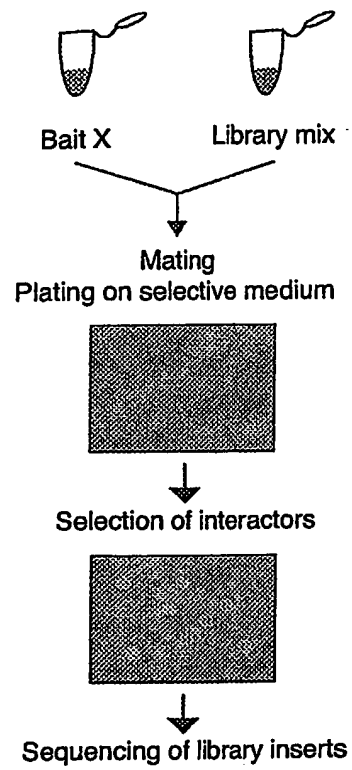 Bait X
Library mix
Mating
Plating on selective medium
Selection of interactors
Sequencing of library inserts